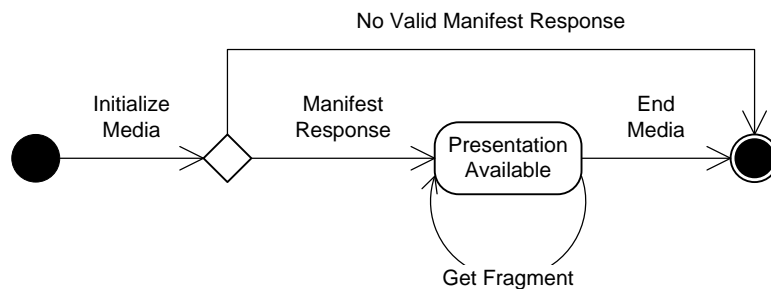 No Valid Manifest Response
Initialize
Media
Manifest
Response
Presentation
Available
End
Media
Get Fragment